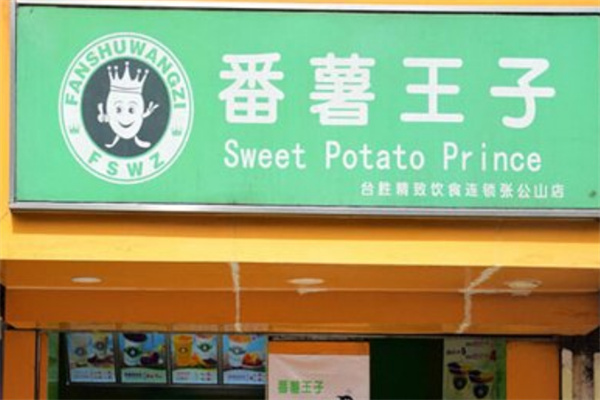 FANSHUWANGZI
FSWZ
番薯王子
Sweet Potato Prince
台胜精致饮食连锁张公山店
番薯王子